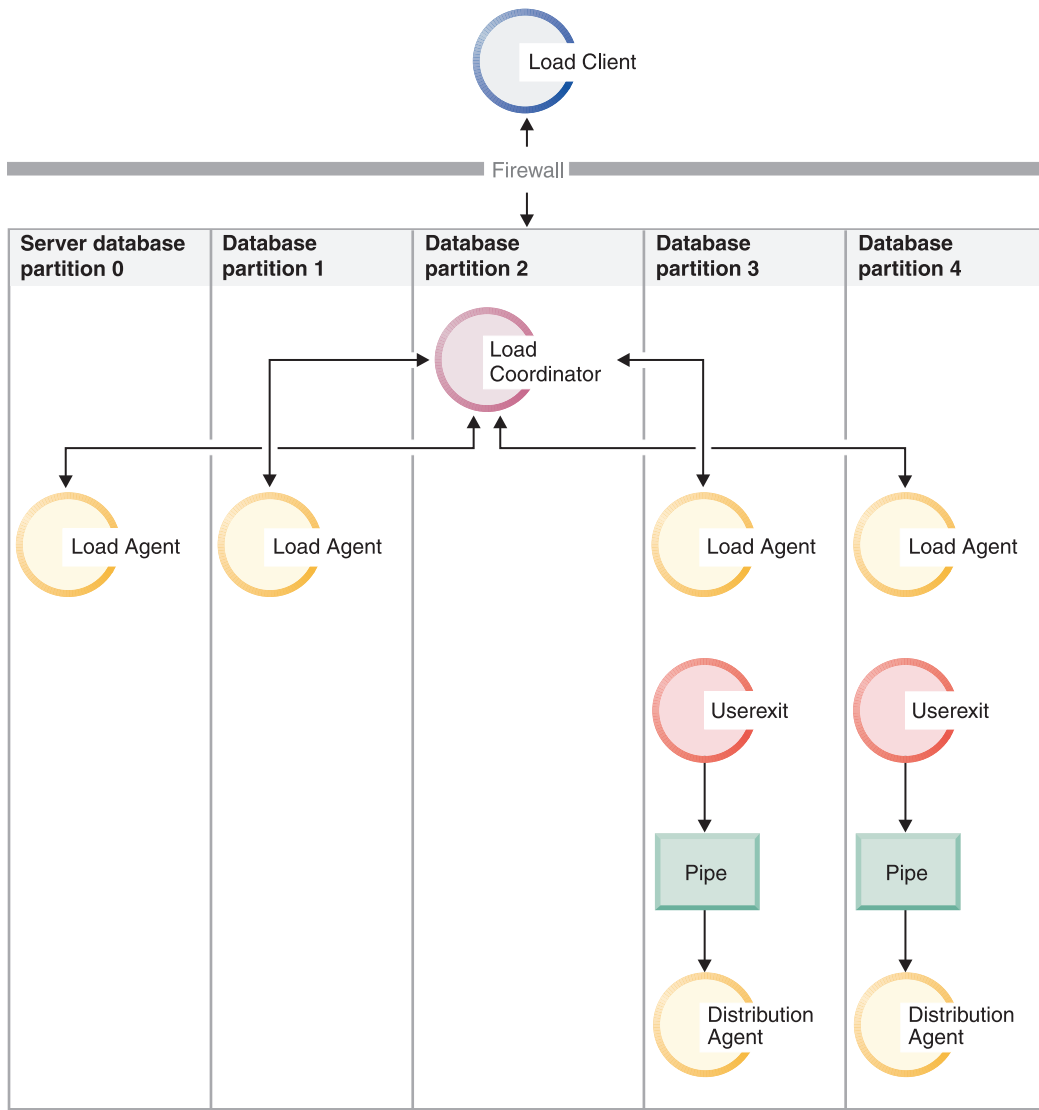 Load Client
Firewall
Server database
partition 0
Database
partition 1
Database
partition 2
Database
partition 3
Database
partition 4
Load
Coordinator
Load Agent
Load Agent
Load Agent
Load Agent
Userexit
Userexit
Pipe
Pipe
Distribution
Agent
Distribution
Agent